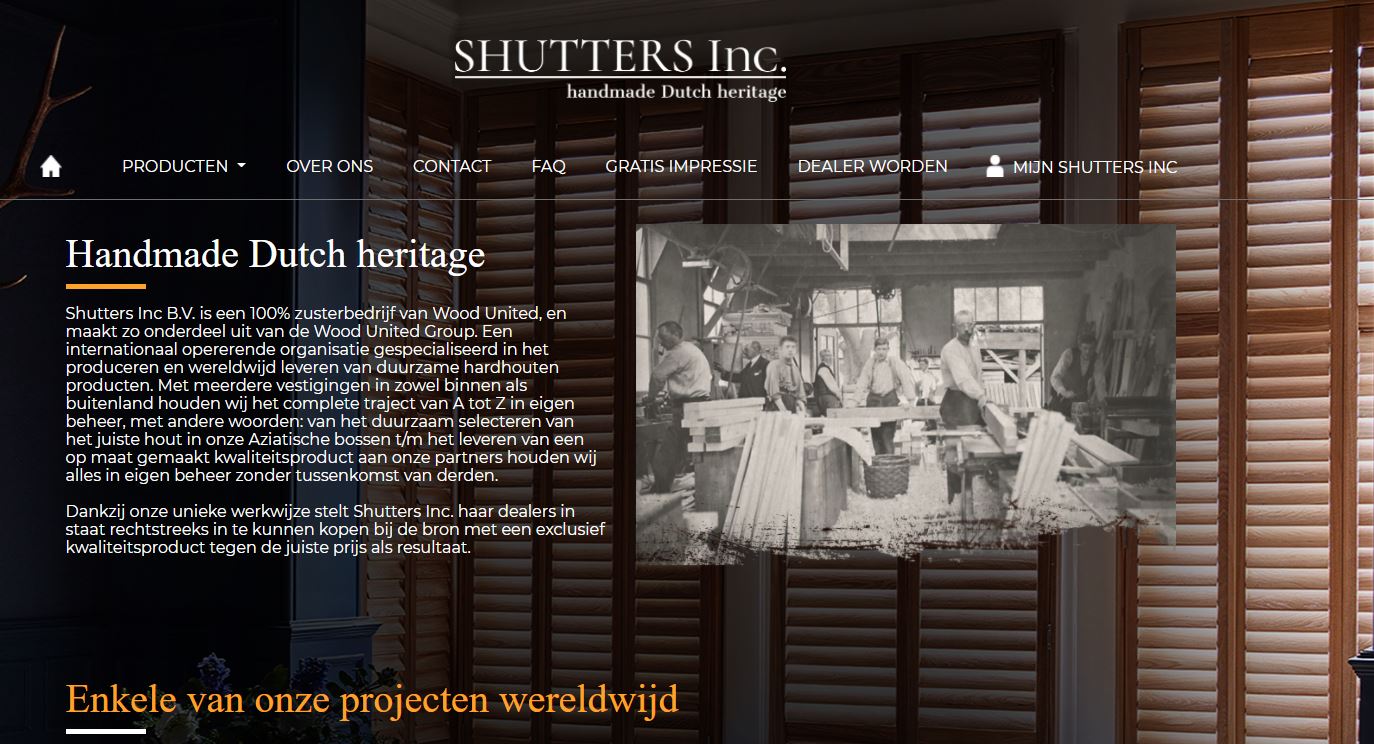 SHUTTERS Inc.
handmade Dutch heritage
PRODUCTEN OVER ONS CONTACT FAQ GRATIS IMPRESSIE DEALER WORDEN MIJN SHUTTERS INC
Handmade Dutch heritage
Shutters Inc B.V. is een 100% zusterbedrijf van Wood United, en
maakt zo onderdeel uit van de Wood United Group. Een
internationaal opererende organisatie gespecialiseerd in het
produceren en wereldwijd leveren van duurzame hardhouten
producten. Met meerdere vestigingen in zowel binnen als
buitenland houden wij het complete traject van A tot Z in eigen
beheer, met andere woorden: van het duurzaam selecteren van
het juiste hout in onze Aziatische bossen t/m het leveren van een
op maat gemaakt kwaliteitsproduct aan onze partners houden wij
alles in eigen beheer zonder tussenkomst van derden.
Dankzij onze unieke werkwijze stelt Shutters Inc. haar dealers in
staat rechtstreeks in te kunnen kopen bij de bron met een exclusief
kwaliteitsproduct tegen de juiste prijs als resultaat.
Enkele van onze projecten wereldwijd